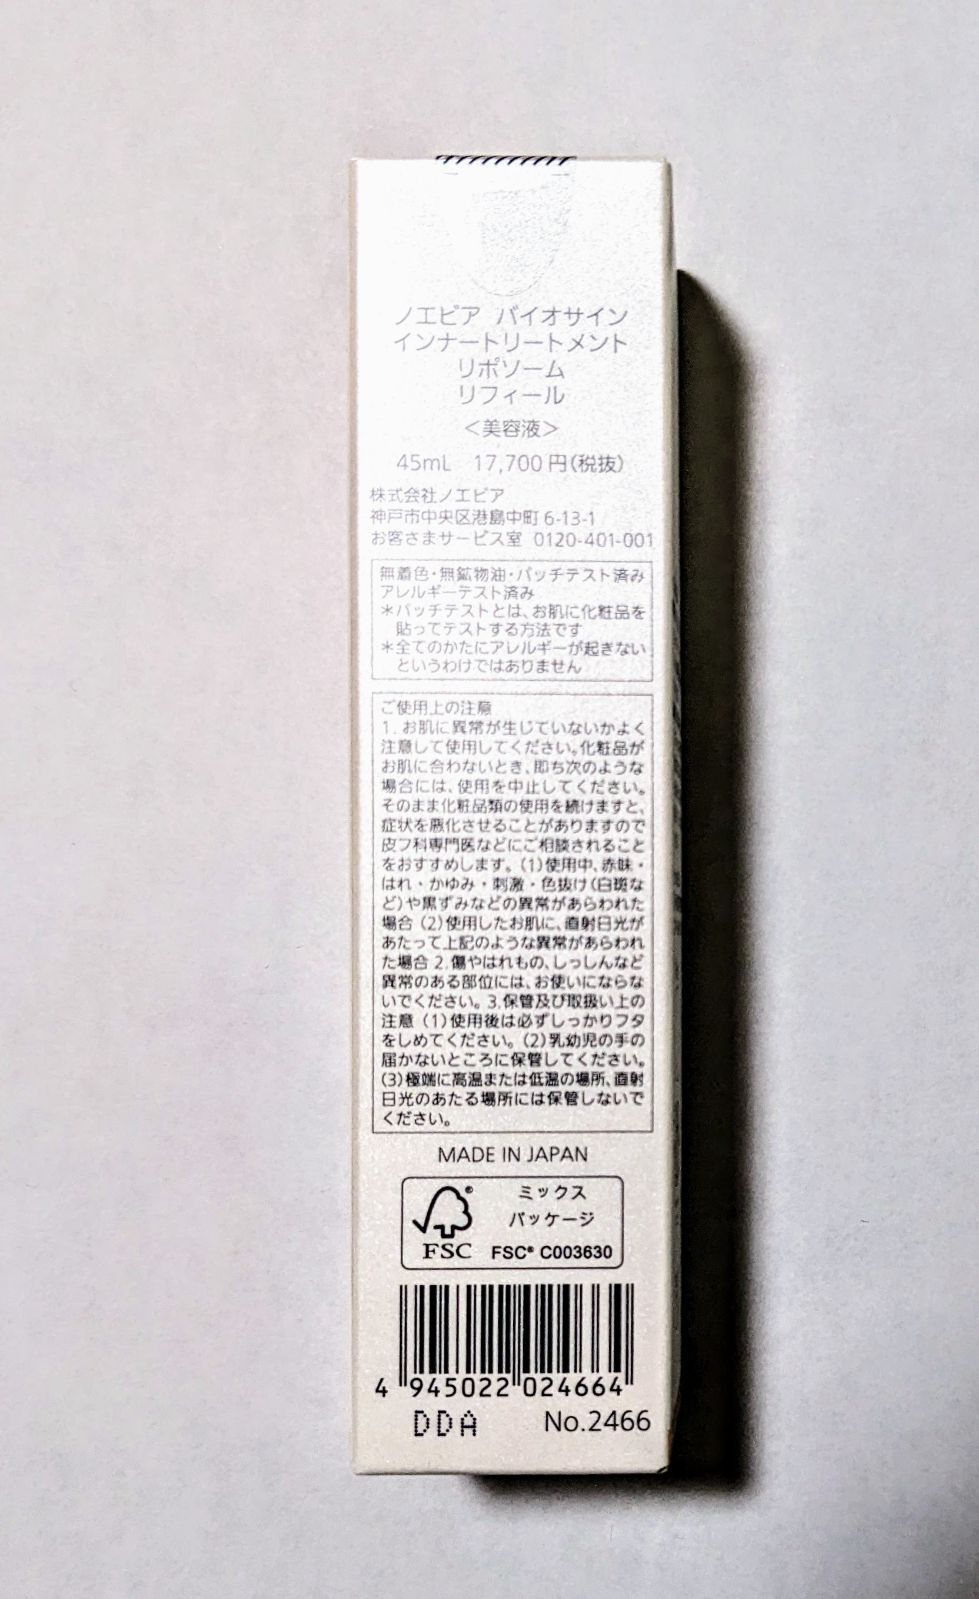 ノエビア バイオサイン
インナートリートメント
リポソーム
リフィール
＜美容液＞
45mL 17,700円(税抜)
株式会社ノエビア
神戸市中央区港島中町6-13-1
お客さまサービス室 0120-401-001
無着色・無鉱物油・パッチテスト済み
アレルギーテスト済み
＊パッチテストとは、お肌に化粧品を
貼ってテストする方法です
＊全てのかたにアレルギーが起きない
というわけではありません
ご使用上の注意
1. お肌に異常が生じていないかよく
注意して使用してください。化粧品が
お肌に合わないとき、即ち次のような
場合には、使用を中止してください。
そのまま化粧品類の使用を続けますと、
症状を悪化させることがありますので
皮フ科専門医などにご相談されること
をおすすめします。(1)使用中、赤味・
はれ・かゆみ・刺激・色抜け(白斑な
ど)や黒ずみなどの異常があらわれた
場合 (2)使用したお肌に、直射日光が
あたって上記のような異常があらわれ
た場合 2.傷やはれもの、しっしんなど
異常のある部位には、お使いにならな
いでください。3.保管及び取扱い上の
注意 (1)使用後は必ずしっかりフタ
をしめてください。(2)乳幼児の手の
届かないところに保管してください。
(3)極端に高温または低温の場所、直射
日光のあたる場所には保管しないで
ください。
MADE IN JAPAN
ミックス
パッケージ
FSC FSC® C003630
4 945022 024664
DDA No.2466